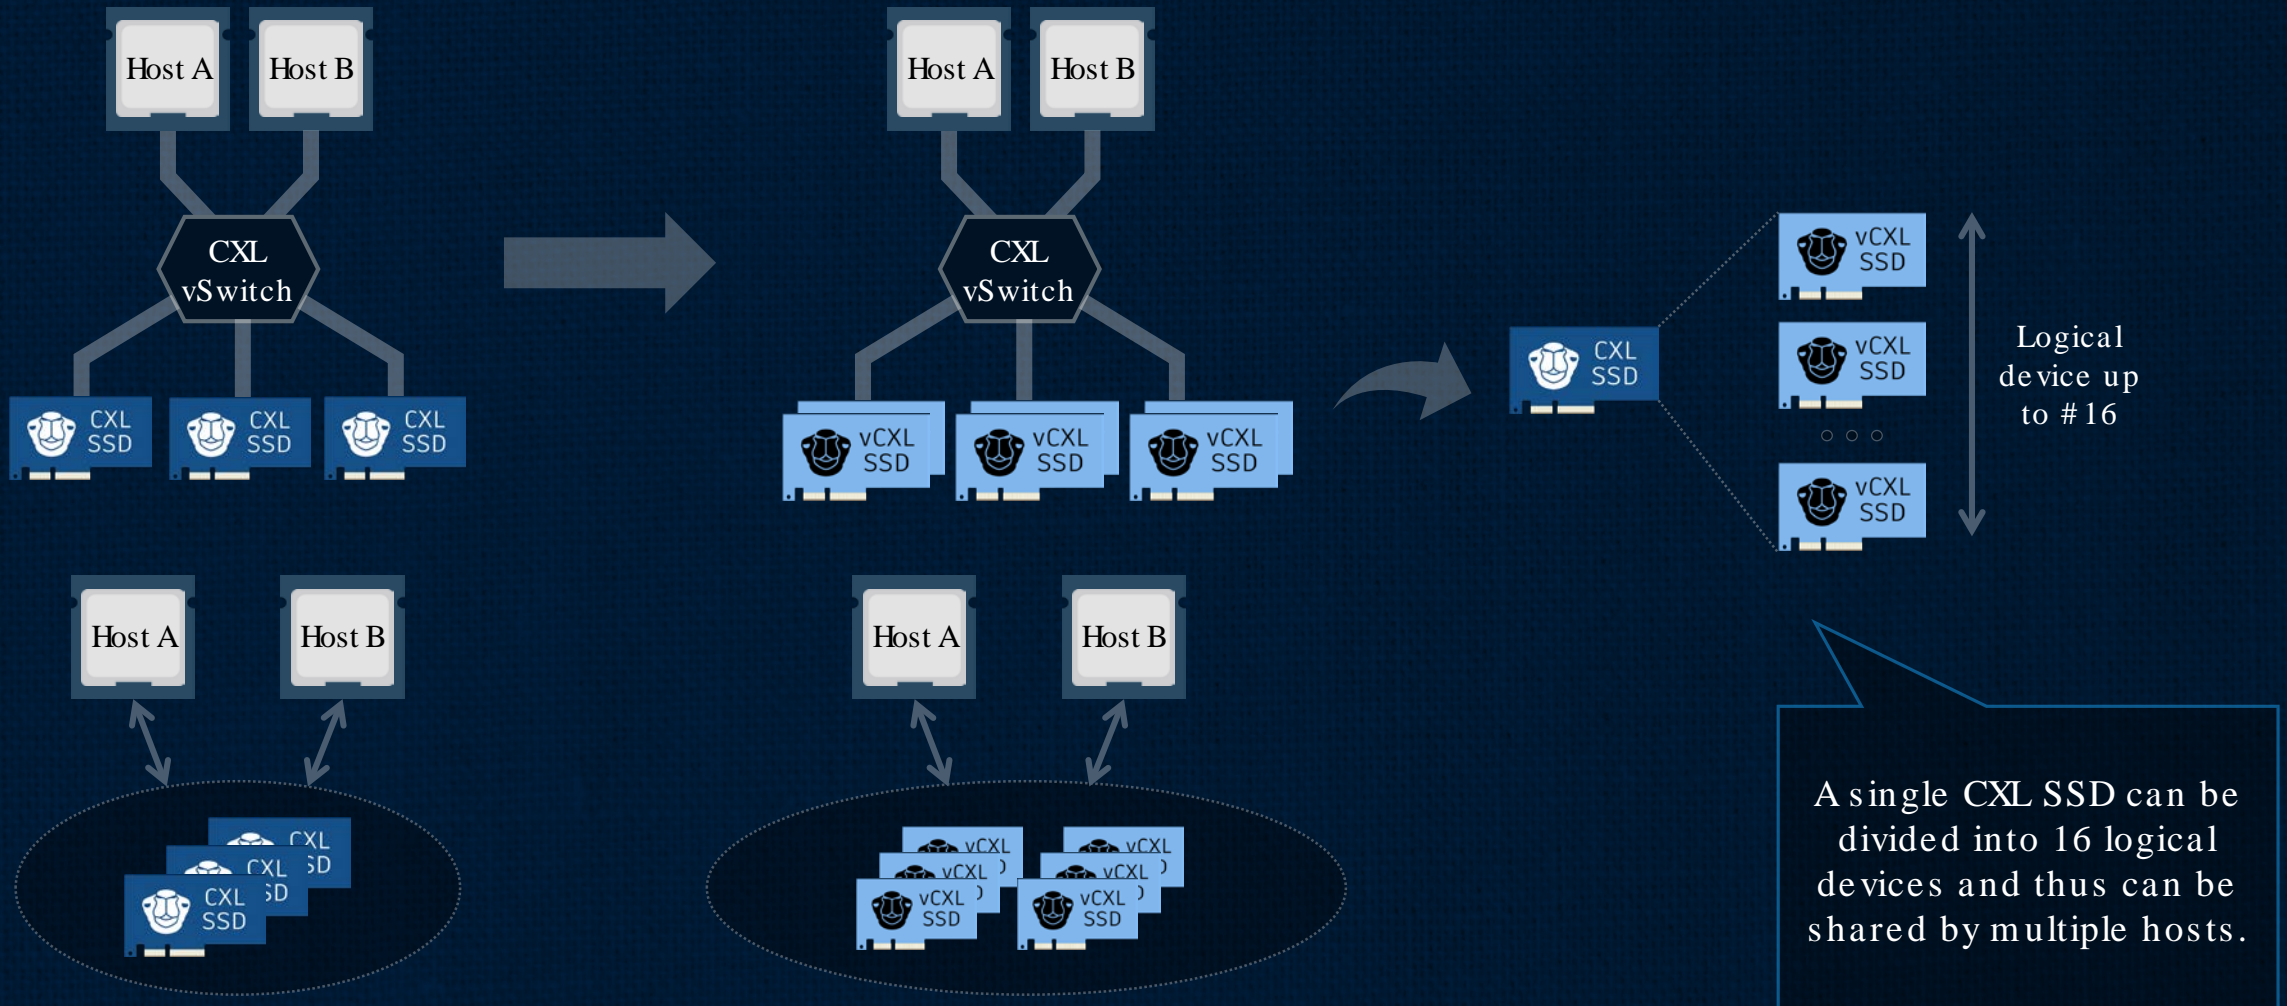 Host A
Host B
CXL
vSwitch
CXL
SSD
CXL
SSD
CXL
SSD
Host A
Host B
CXL
vSwitch
vCXL
SSD
vCXL
SSD
vCXL
SSD
CXL
SSD
vCXL
SSD
vCXL
SSD
vCXL
SSD
Logical
device up
to #16
Host A
Host B
CXL
SD
CXL
SD
CXL
SSD
Host A
Host B
vCXL
vCXL
vCXL
SSD
vCXL
vCXL
vCXL
SSD
A single CXL SSD can be
divided into 16 logical
devices and thus can be
shared by multiple hosts.